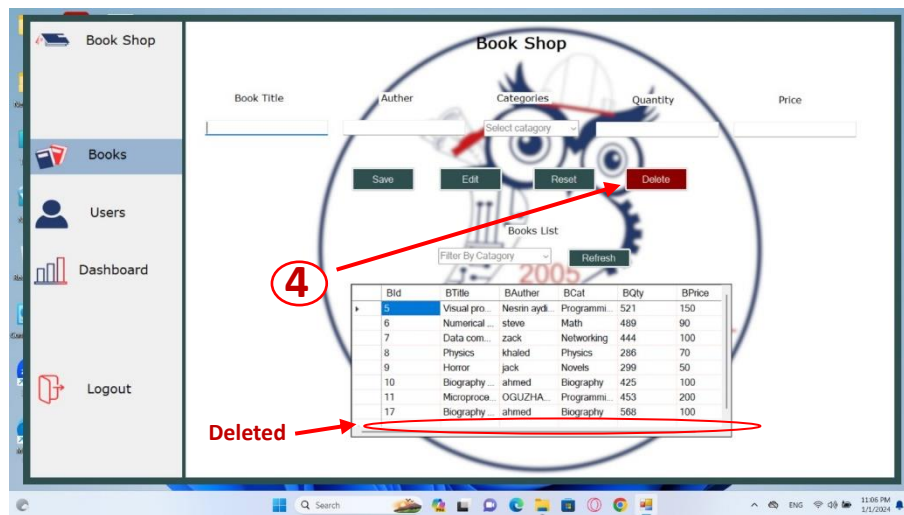 Book Shop
Book Shop
Book Title Auther Categories Quantity Price
Select catagory
Books
Save Edit Reset Delete
Users
Books List
Filter By Catagory Refresh
Dashboard
2005
4
BId BTitle BAuther BCat BQty BPrice
5 Visual pro... Nesrin aydi... Programmi... 521 150
6 Numerical ... steve Math 489 90
7 Data com... zack Networking 444 100
8 Physics khaled Physics 286 70
9 Horror jack Novels 299 50
10 Biography ... ahmed Biography 425 100
11 Microproce... OGUZHA... Programmi... 453 200
17 Biography ... ahmed Biography 568 100
Logout
Deleted
Search
ENG
11:06 PM
1/1/2024